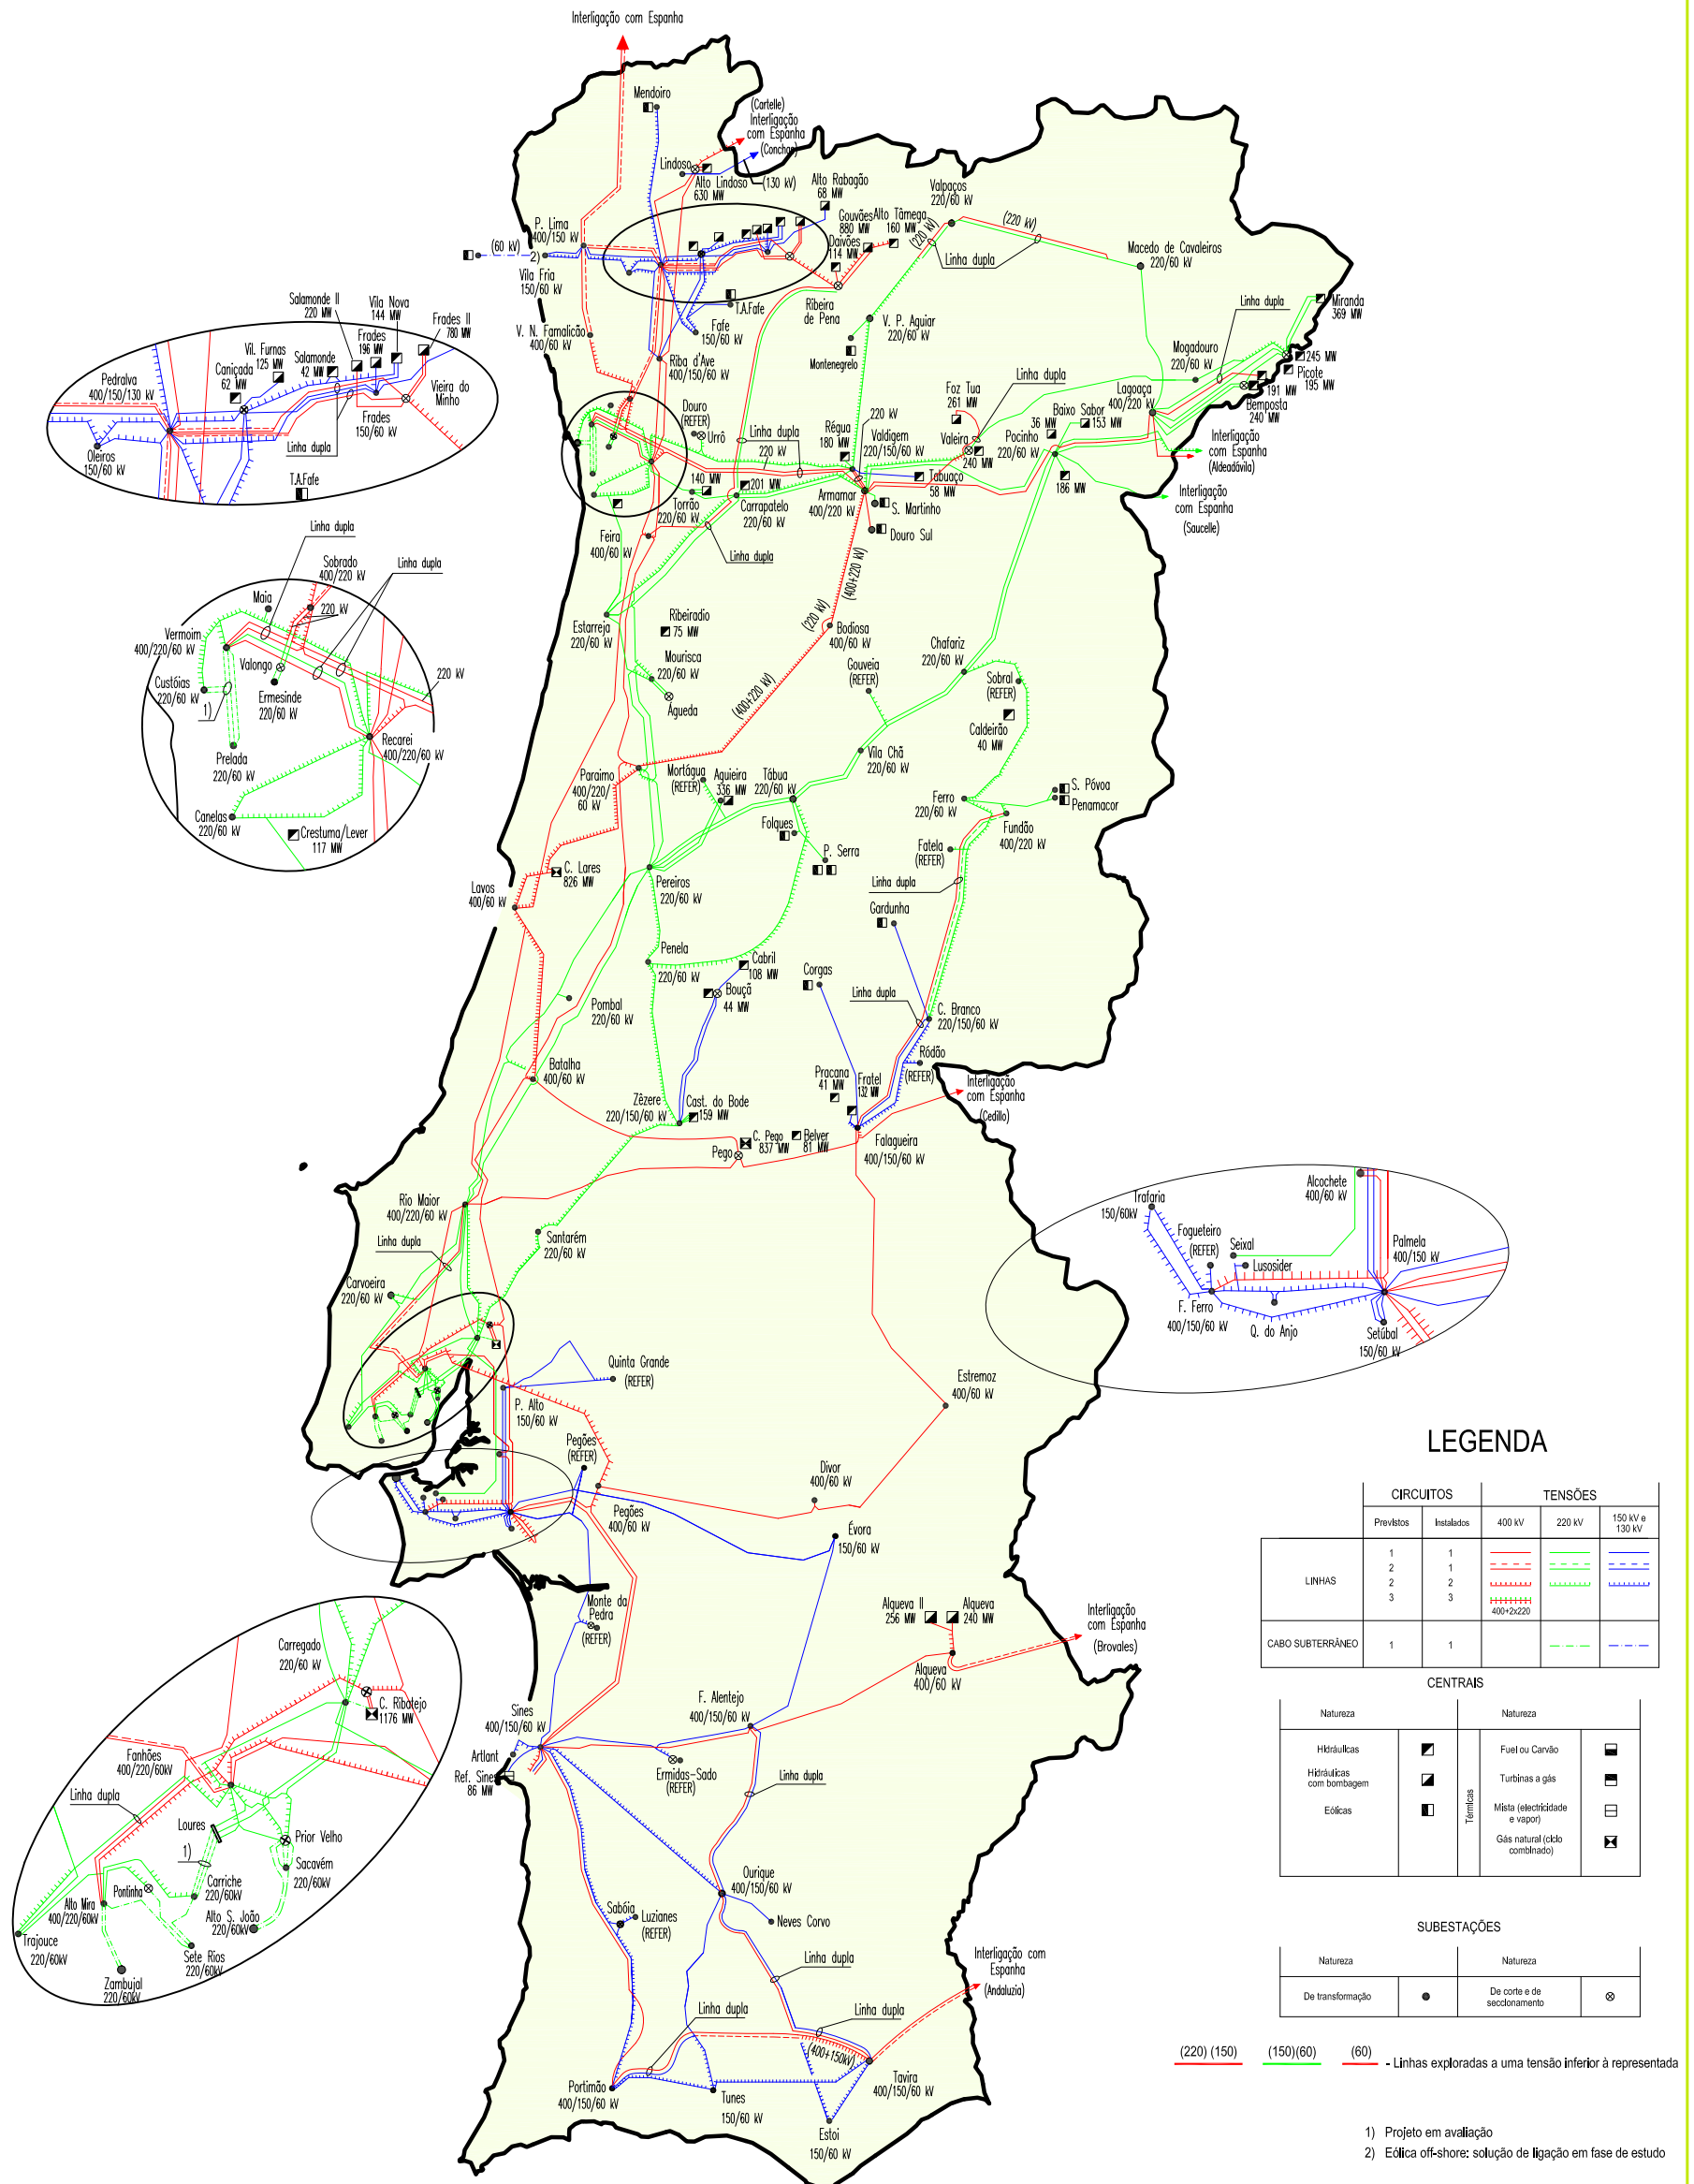 Interligação com Espanha
Mendoiro
(Cartelle)
Interligação
com Espanha
(Conchas)
Lindoso
Alto Lindoso
630 MW
(130 kV)
Alto Rabagão
68 MW
P. Lima
400/150 kV
(60 kV)
2)
Vila Fria
150/60 kV
Gouvães
880 MW
Alto Tâmega
160 MW
Daivões
114 MW
Valpaços
220/60 kV
(220 kV)
(220 kV)
Linha dupla
Macedo de Cavaleiros
220/60 kV
Ribeira
de Pena
T.A.Fafe
Fafe
150/60 kV
V. N. Famalicão
400/60 kV
Riba d'Ave
400/150/60 kV
V. P. Aguiar
220/60 kV
Montenegrelo
Linha dupla
Miranda
369 MW
Mogadouro
220/60 kV
245 MW
Picote
195 MW
191 MW
Bemposta
240 MW
Lagoaça
400/220 kV
Foz Tua
261 MW
Linha dupla
Baixo Sabor
36 MW
153 MW
Pocinho
220/60 kV
186 MW
Interligação
com Espanha
(Aldeadávila)
Interligação
com Espanha
(Saucelle)
Douro
(REFER)
Urrô
Linha dupla
220 kV
Régua
180 MW
220 kV
Valdigem
220/150/60 kV
Valeira
240 MW
Tabuaço
58 MW
140 MW
Torrão
220/60 kV
201 MW
Carrapatelo
220/60 kV
Armamar
400/220 kV
S. Martinho
Douro Sul
Feira
400/60 kV
Linha dupla
(400+220 kV)
Estarreja
220/60 kV
Ribeiradio
75 MW
(220 kV)
Bodiosa
400/60 kV
Mourisca
220/60 kV
Águeda
Gouveia
(REFER)
Chafariz
220/60 kV
Sobral
(REFER)
Caldeirão
40 MW
(400+220 kV)
Vila Chã
220/60 kV
Paraimo
400/220/
60 kV
Mortágua
(REFER)
Aguieira
336 MW
Tábua
220/60 kV
Ferro
220/60 kV
S. Póvoa
Penamacor
Fundão
400/220 kV
Folques
P. Serra
Fatela
(REFER)
Linha dupla
C. Lares
826 MW
Lavos
400/60 kV
Pereiros
220/60 kV
Gardunha
Penela
220/60 kV
Cabril
108 MW
Bouçã
44 MW
Corgas
Linha dupla
C. Branco
220/150/60 kV
Pombal
220/60 kV
Ródão
(REFER)
Batalha
400/60 kV
Pracana
41 MW
Fratel
132 MW
Interligação
com Espanha
(Cedillo)
Zêzere
220/150/60 kV
Cast. do Bode
159 MW
C. Pego
837 MW
Belver
81 MW
Pego
Falagueira
400/150/60 kV
Rio Maior
400/220/60 kV
Linha dupla
Santarém
220/60 kV
Carvoeira
220/60 kV
Quinta Grande
(REFER)
P. Alto
150/60 kV
Estremoz
400/60 kV
Pegões
(REFER)
Pegões
400/60 kV
Divor
400/60 kV
Évora
150/60 kV
Monte da
Pedra
(REFER)
Alqueva II
256 MW
Alqueva
240 MW
Interligação
com Espanha
(Brovales)
Alqueva
400/60 kV
Sines
400/150/60 kV
F. Alentejo
400/150/60 kV
Artlant
Ref. Sines
86 MW
Ermidas-Sado
(REFER)
Linha dupla
Ourique
400/150/60 kV
Sabóia
Luzianes
(REFER)
Neves Corvo
Linha dupla
Interligação com
Espanha
(Andaluzia)
Linha dupla
Linha dupla
(400+150kV)
Portimão
400/150/60 kV
Tunes
150/60 kV
Tavira
400/150/60 kV
Estoi
150/60 kV
Salamonde II
220 MW
Vila Nova
144 MW
Frades
196 MW
Frades II
780 MW
Vil. Furnas
125 MW
Salamonde
42 MW
Caniçada
62 MW
Pedralva
400/150/130 kV
Vieira do
Minho
Frades
150/60 kV
Linha dupla
Oleiros
150/60 kV
T.A.Fafe
Linha dupla
Sobrado
400/220 kV
Linha dupla
Maia
220 kV
Vermoim
400/220/60 kV
Valongo
Custóias
220/60 kV
1)
Ermesinde
220/60 kV
220 kV
Prelada
220/60 kV
Recarei
400/220/60 kV
Canelas
220/60 kV
Crestuma/Lever
117 MW
Alcochete
400/60 kV
Trafaria
150/60kV
Fogueteiro
(REFER)
Seixal
Lusosider
Palmela
400/150 kV
F. Ferro
400/150/60 kV
Q. do Anjo
Setúbal
150/60 kV
Carregado
220/60 kV
C. Ribatejo
1176 MW
Fanhões
400/220/60kV
Linha dupla
Loures
1)
Prior Velho
Sacavém
220/60kV
Pontinha
Carriche
220/60kV
Alto Mira
400/220/60kV
Alto S. João
220/60kV
Trajouce
220/60kV
Sete Rios
220/60kV
Zambujal
220/60kV
LEGENDA
CIRCUITOS
TENSÕES
Previstos
Instalados
400 kV
220 kV
150 kV e
130 kV
LINHAS
1 1
2 1
2 2
3 3
400+2x220
CABO SUBTERRÂNEO
1 1
CENTRAIS
Natureza
Natureza
Hidráulicas
Hidráulicas
com bombagem
Eólicas
Térmicas
Fuel ou Carvão
Turbinas a gás
Mista (electricidade
e vapor)
Gás natural (ciclo
combinado)
SUBESTAÇÕES
Natureza
Natureza
De transformação
De corte e de
seccionamento
(220) (150)
(150)(60)
(60)
- Linhas exploradas a uma tensão inferior à representada
1) Projeto em avaliação
2) Eólica off-shore: solução de ligação em fase de estudo